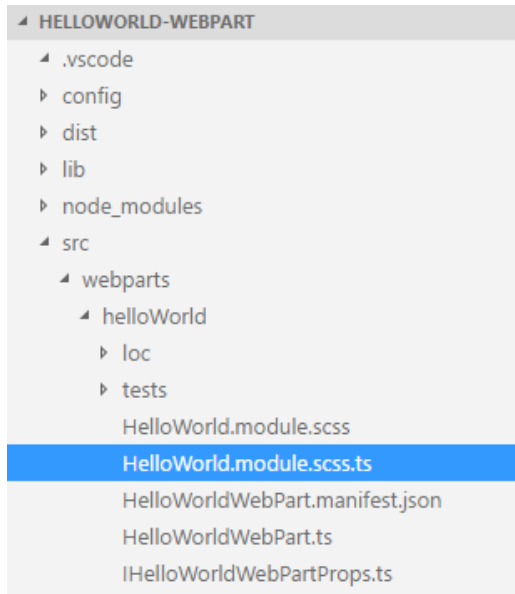 HELLOWORLD-WEBPART
.vscode
config
dist
lib
node_modules
src
webparts
helloWorld
loc
tests
HelloWorld.module.scss
HelloWorld.module.scss.ts
HelloWorldWebPart.manifest.json
HelloWorldWebPart.ts
IHelloWorldWebPartProps.ts